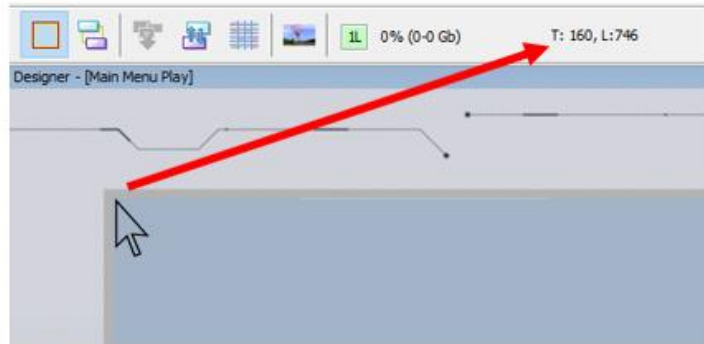 1L 0% (0-0 Gb) T: 160, L:746
Designer - [Main Menu Play]